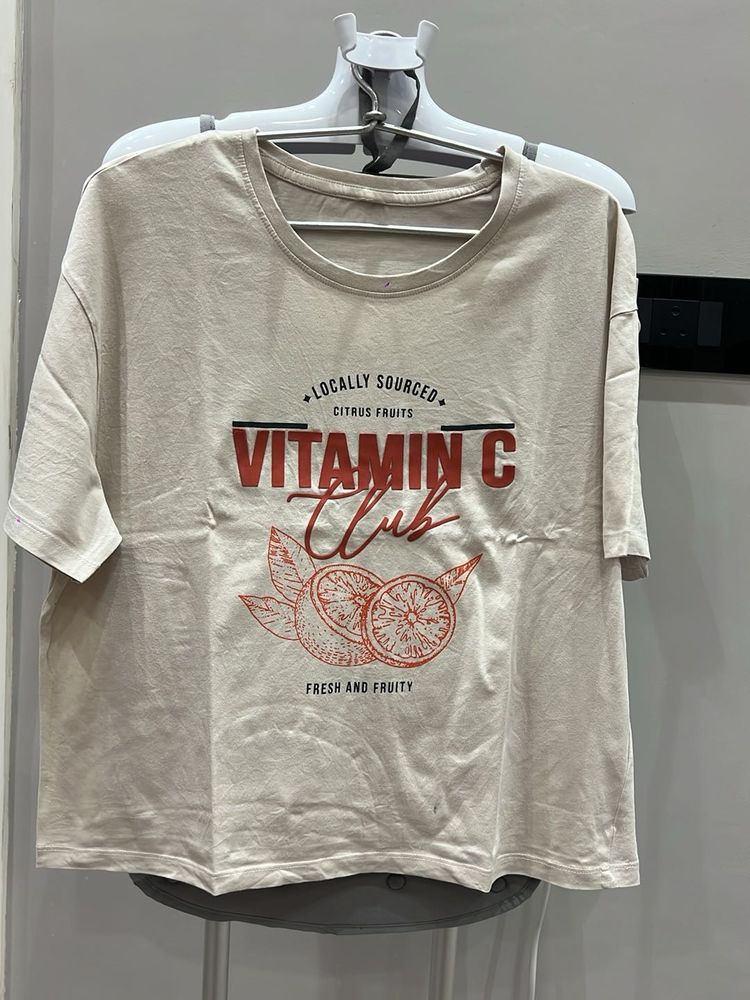 LOCALLY SOURCED
CITRUS FRUITS
VITAMIN C
Club
FRESH AND FRUITY